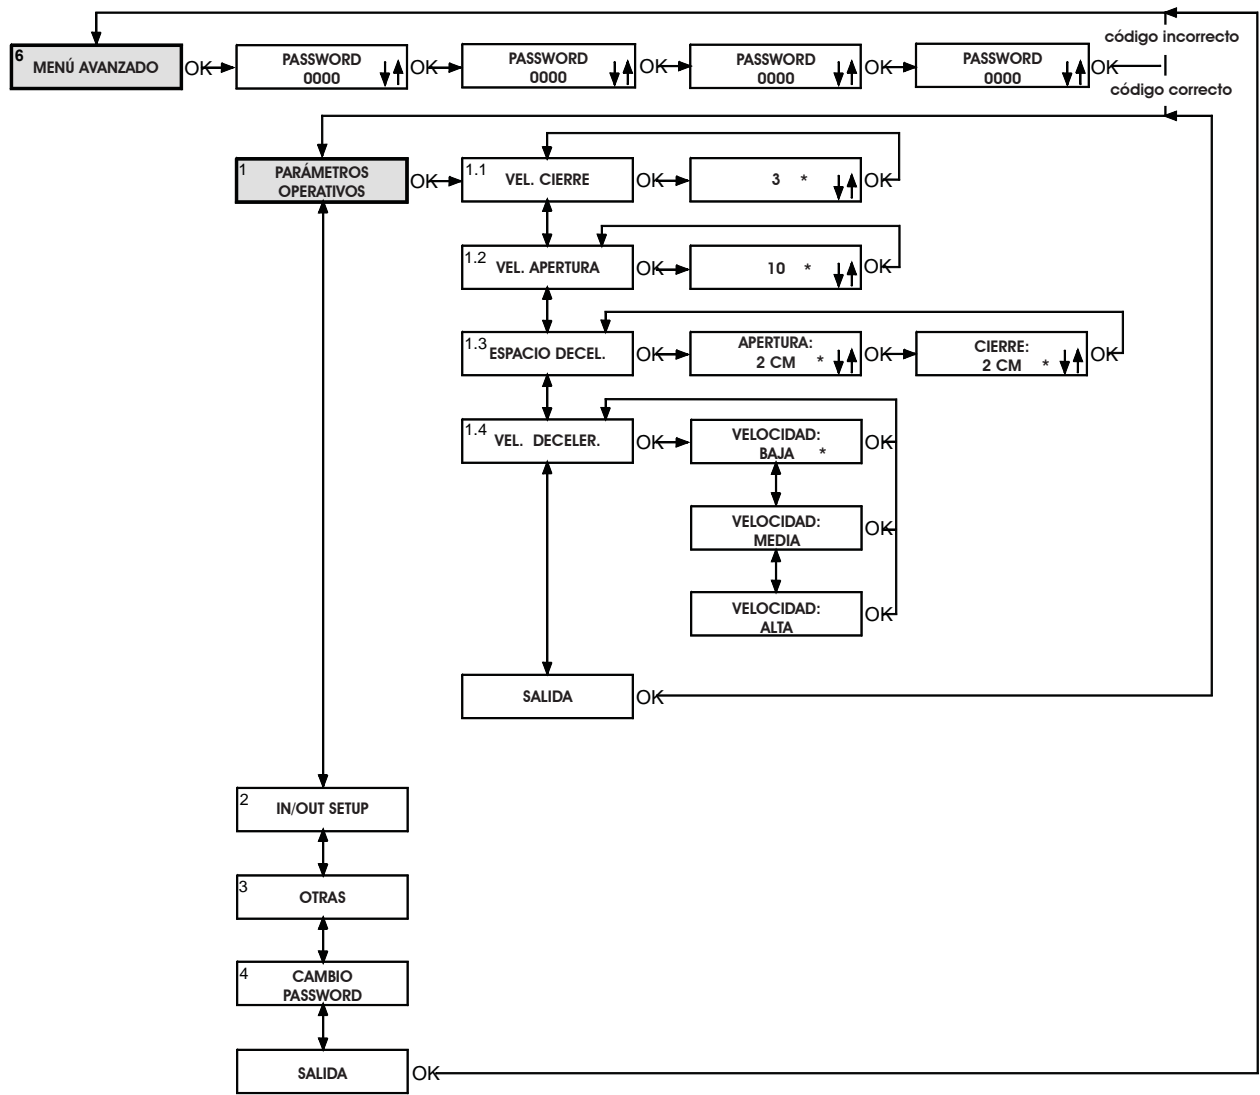 código incorrecto
6
MENÚ AVANZADO
OK
PASSWORD
0000
OK
PASSWORD
0000
OK
PASSWORD
0000
OK
PASSWORD
0000
OK
código correcto
1
PARÁMETROS
OPERATIVOS
OK
1.1
VEL. CIERRE
OK
3 *
OK
1.2
VEL. APERTURA
OK
10 *
OK
1.3
ESPACIO DECEL.
OK
APERTURA:
2 CM *
OK
CIERRE:
2 CM *
OK
1.4
VEL. DECELER.
OK
VELOCIDAD:
BAJA *
OK
VELOCIDAD:
MEDIA
OK
VELOCIDAD:
ALTA
OK
SALIDA
OK
2
IN/OUT SETUP
3
OTRAS
4
CAMBIO
PASSWORD
SALIDA
OK